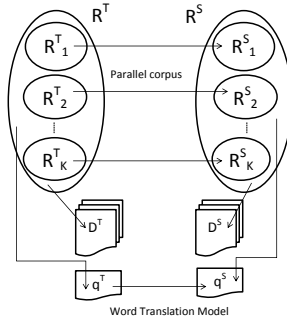 R^T R^S
R^T_1 R^S_1
Parallel corpus
R^T_2 R^S_2
R^T_K R^S_K
D^T D^S
q^T q^S
Word Translation Model